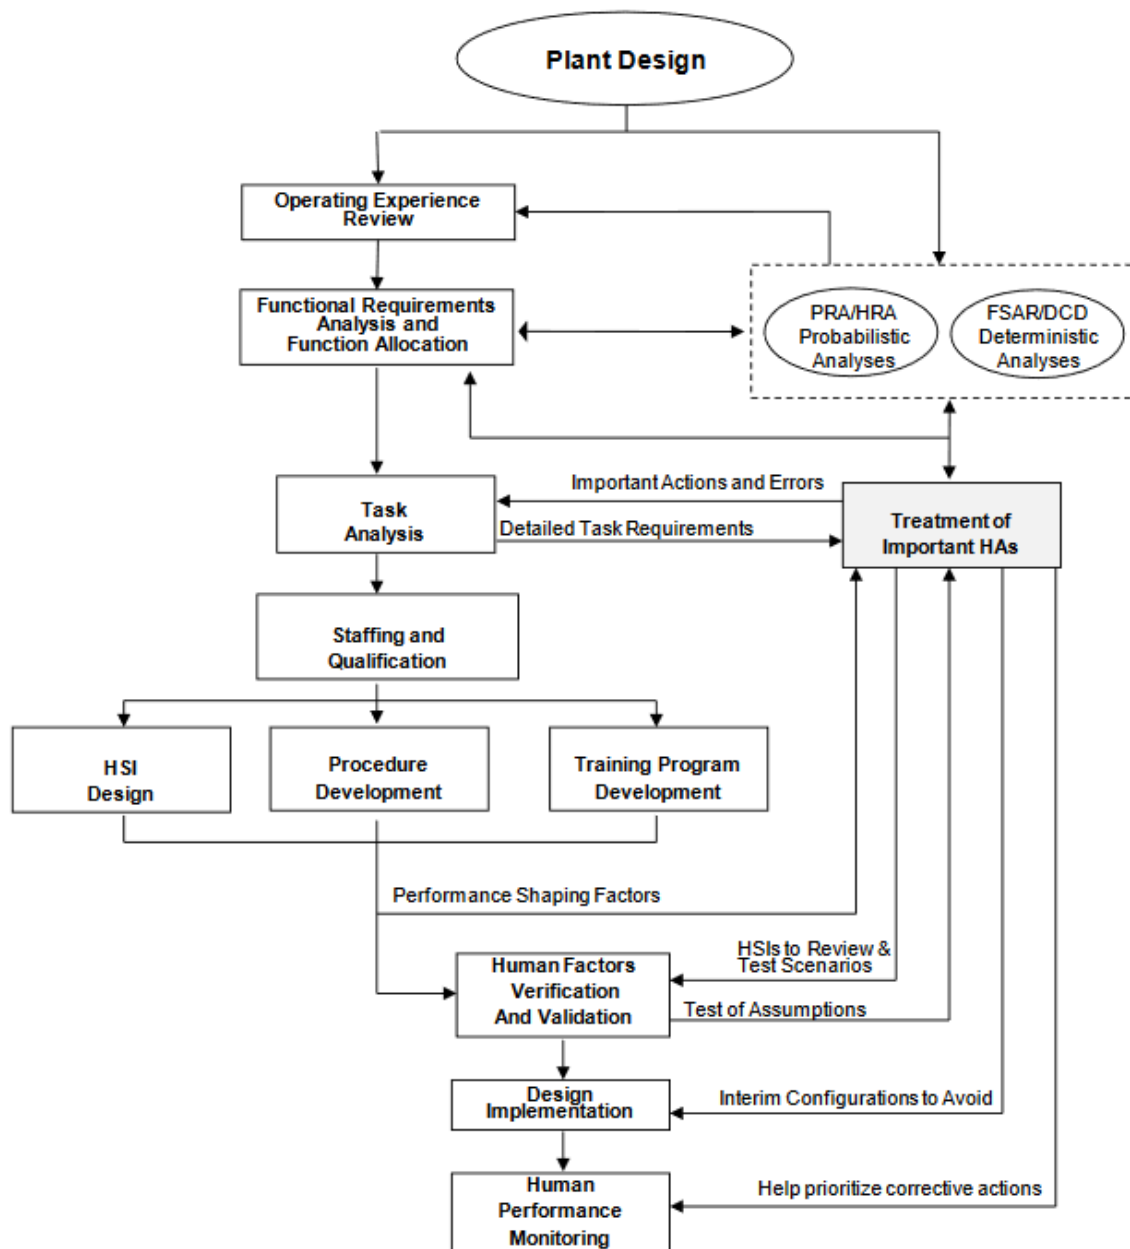 Plant Design
Operating Experience
Review
Functional Requirements
Analysis and
Function Allocation
PRA/HRA
Probabilistic
Analyses
FSAR/DCD
Deterministic
Analyses
Important Actions and Errors
Task
Analysis
Detailed Task Requirements
Treatment of
Important HAs
Staffing and
Qualification
HSI
Design
Procedure
Development
Training Program
Development
Performance Shaping Factors
HSIs to Review &
Test Scenarios
Human Factors
Verification
And Validation
Test of Assumptions
Design
Implementation
Interim Configurations to Avoid
Human
Performance
Monitoring
Help prioritize corrective actions